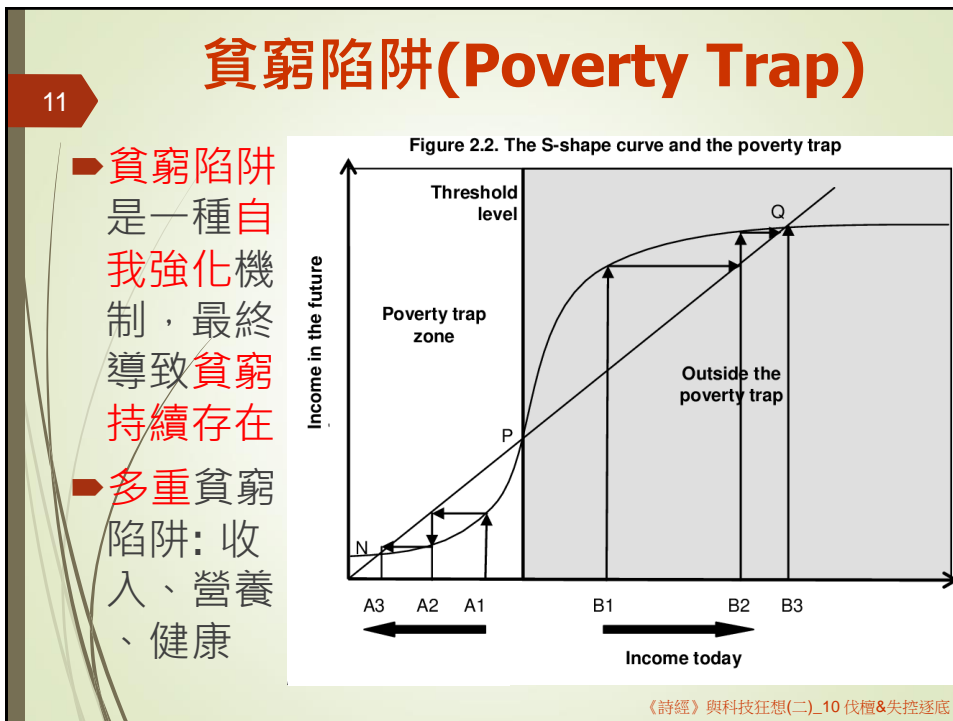 貧窮陷阱(Poverty Trap)
11
貧窮陷阱
是一種自
我強化機
制，最終
導致貧窮
持續存在
多重貧窮
陷阱: 收
入、營養
、健康
Figure 2.2. The S-shape curve and the poverty trap
Threshold
level
Q
Income in the future
Poverty trap
zone
Outside the
poverty trap
P
N
A3 A2 A1 B1 B2 B3
Income today
《詩經》與科技狂想(二)_10 伐檀&失控逐底